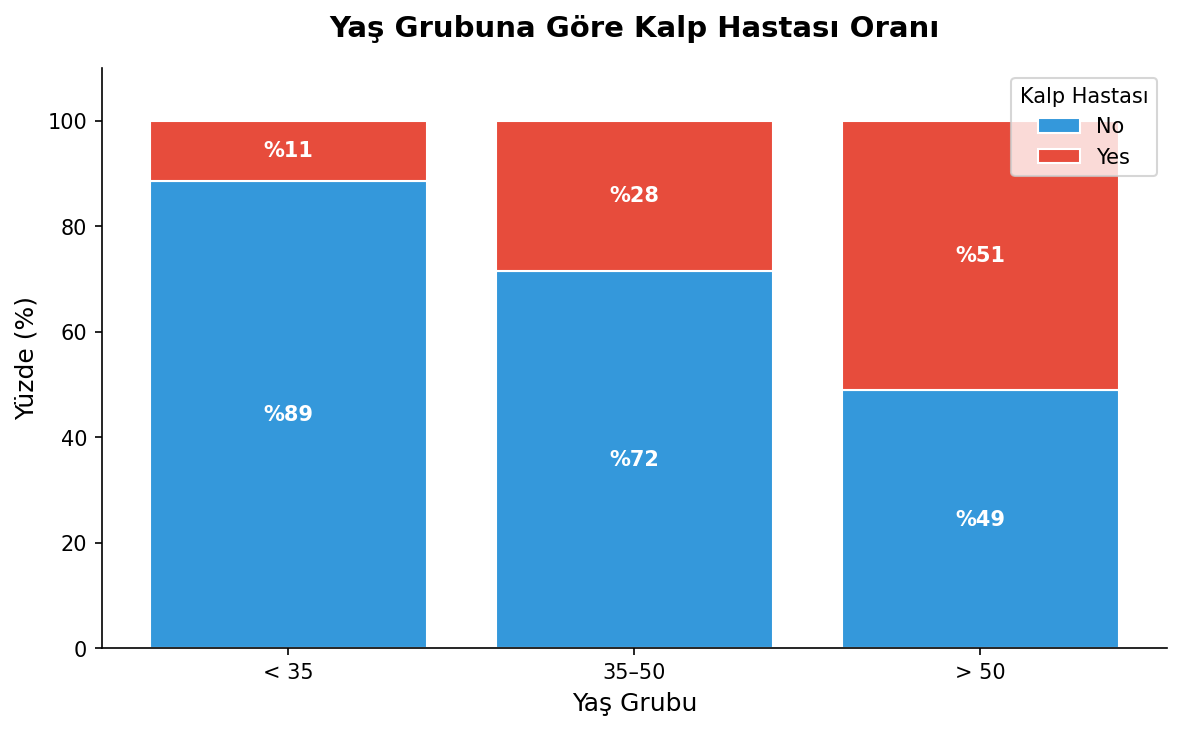 Yaş Grubuna Göre Kalp Hastası Oranı
Kalp Hastası
No
Yes
Yüzde (%)
100
80
60
40
20
0
%11
%28
%51
%89
%72
%49
< 35
35–50
> 50
Yaş Grubu